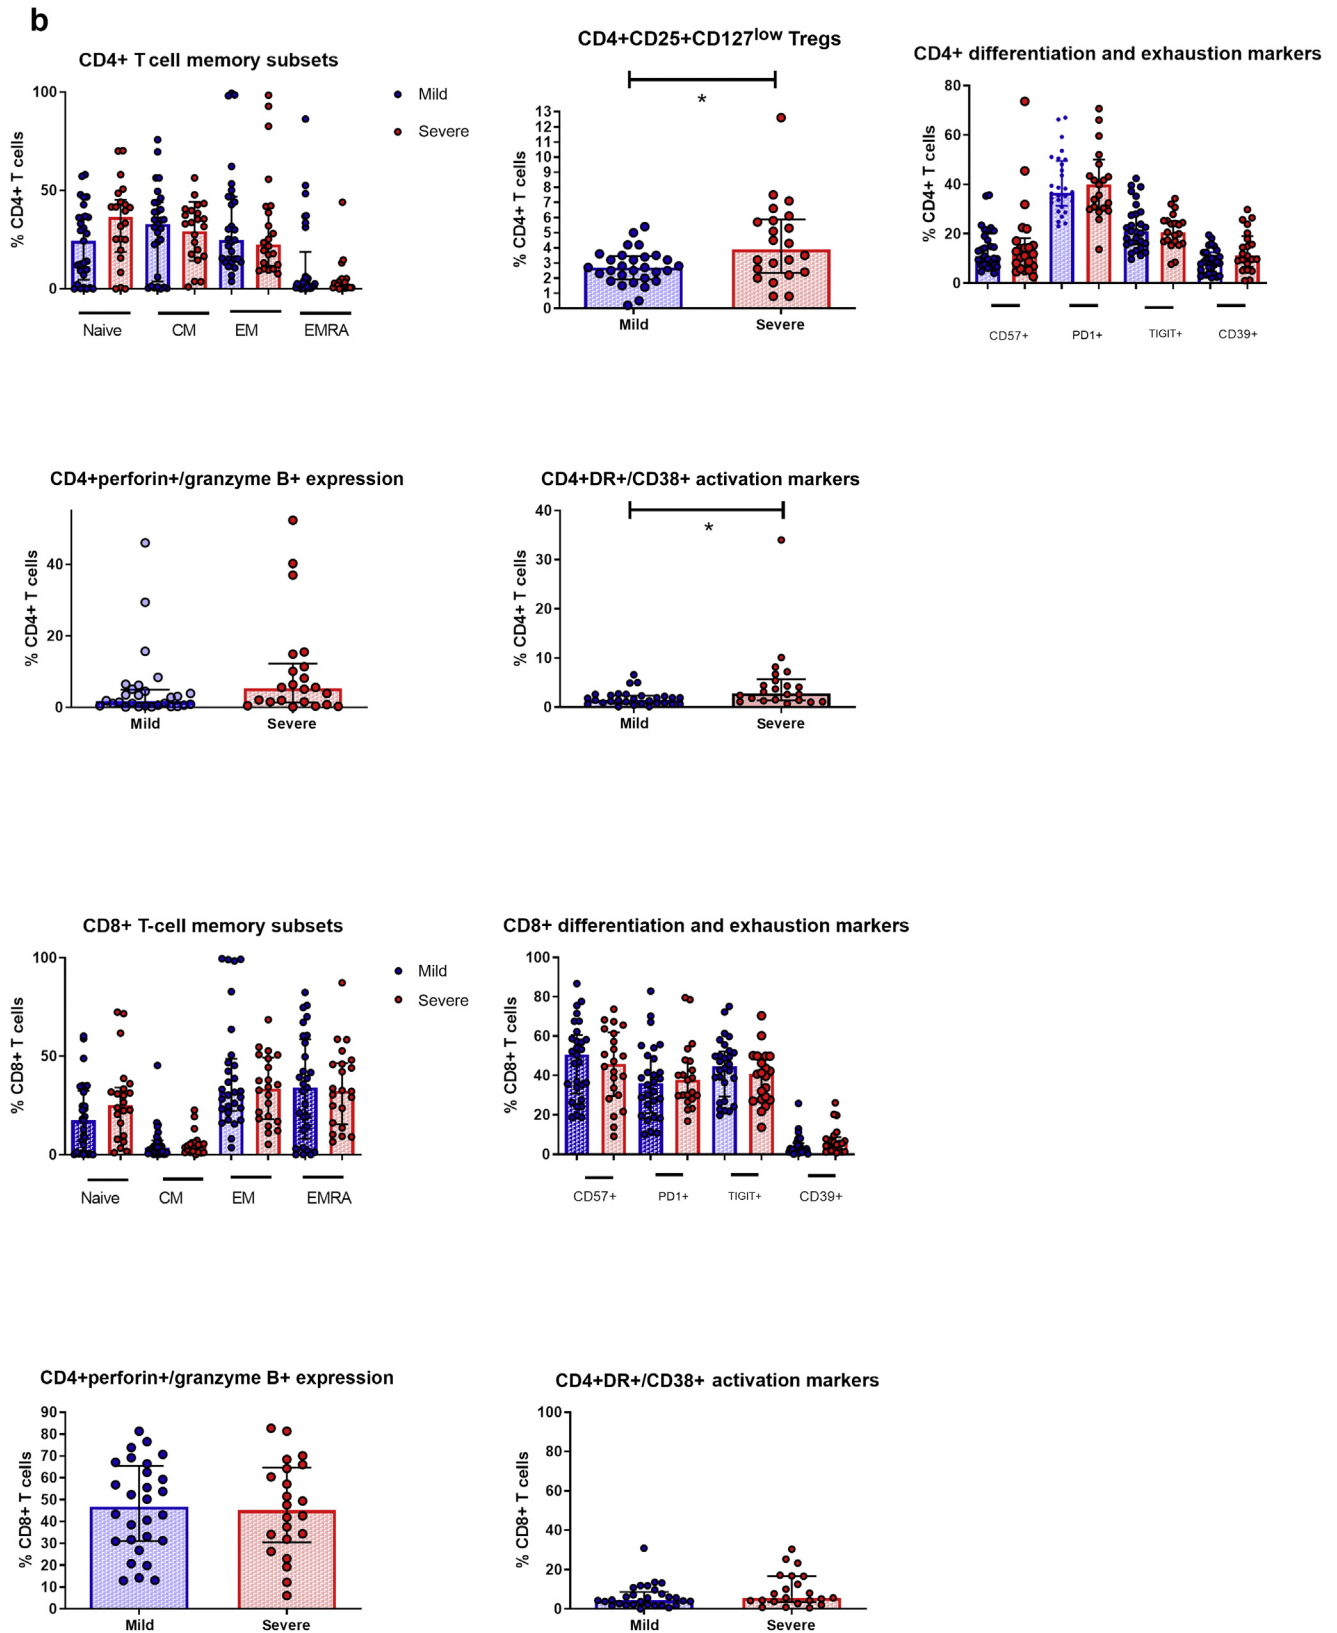 b
CD4+ T cell memory subsets
% CD4+ T cells
100
50
0
Naive CM EM EMRA
Mild
Severe
CD4+CD25+CD127low Tregs
*
% CD4+ T cells
13
12
11
10
9
8
7
6
5
4
3
2
1
0
Mild Severe
CD4+ differentiation and exhaustion markers
% CD4+ T cells
80
60
40
20
0
CD57+ PD1+ TIGIT+ CD39+
CD4+perforin+/granzyme B+ expression
% CD4+ T cells
40
20
0
Mild Severe
CD4+DR+/CD38+ activation markers
*
% CD4+ T cells
40
30
20
10
0
Mild Severe
CD8+ T-cell memory subsets
% CD8+ T cells
100
50
0
Naive CM EM EMRA
Mild
Severe
CD8+ differentiation and exhaustion markers
% CD8+ T cells
100
80
60
40
20
0
CD57+ PD1+ TIGIT+ CD39+
CD4+perforin+/granzyme B+ expression
% CD8+ T cells
90
80
70
60
50
40
30
20
10
0
Mild Severe
CD4+DR+/CD38+ activation markers
% CD8+ T cells
100
80
60
40
20
0
Mild Severe